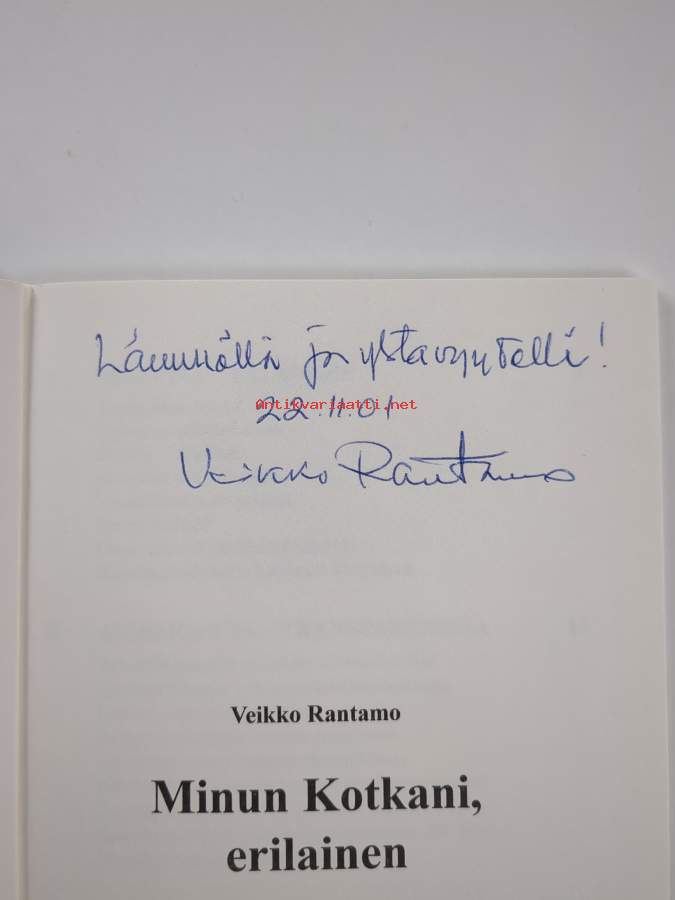 Lämmöllä ja ystävyydellä!
Antikvariaatti.net
22.11.01
Veikko Rantamo
Veikko Rantamo
Minun Kotkani,
erilainen